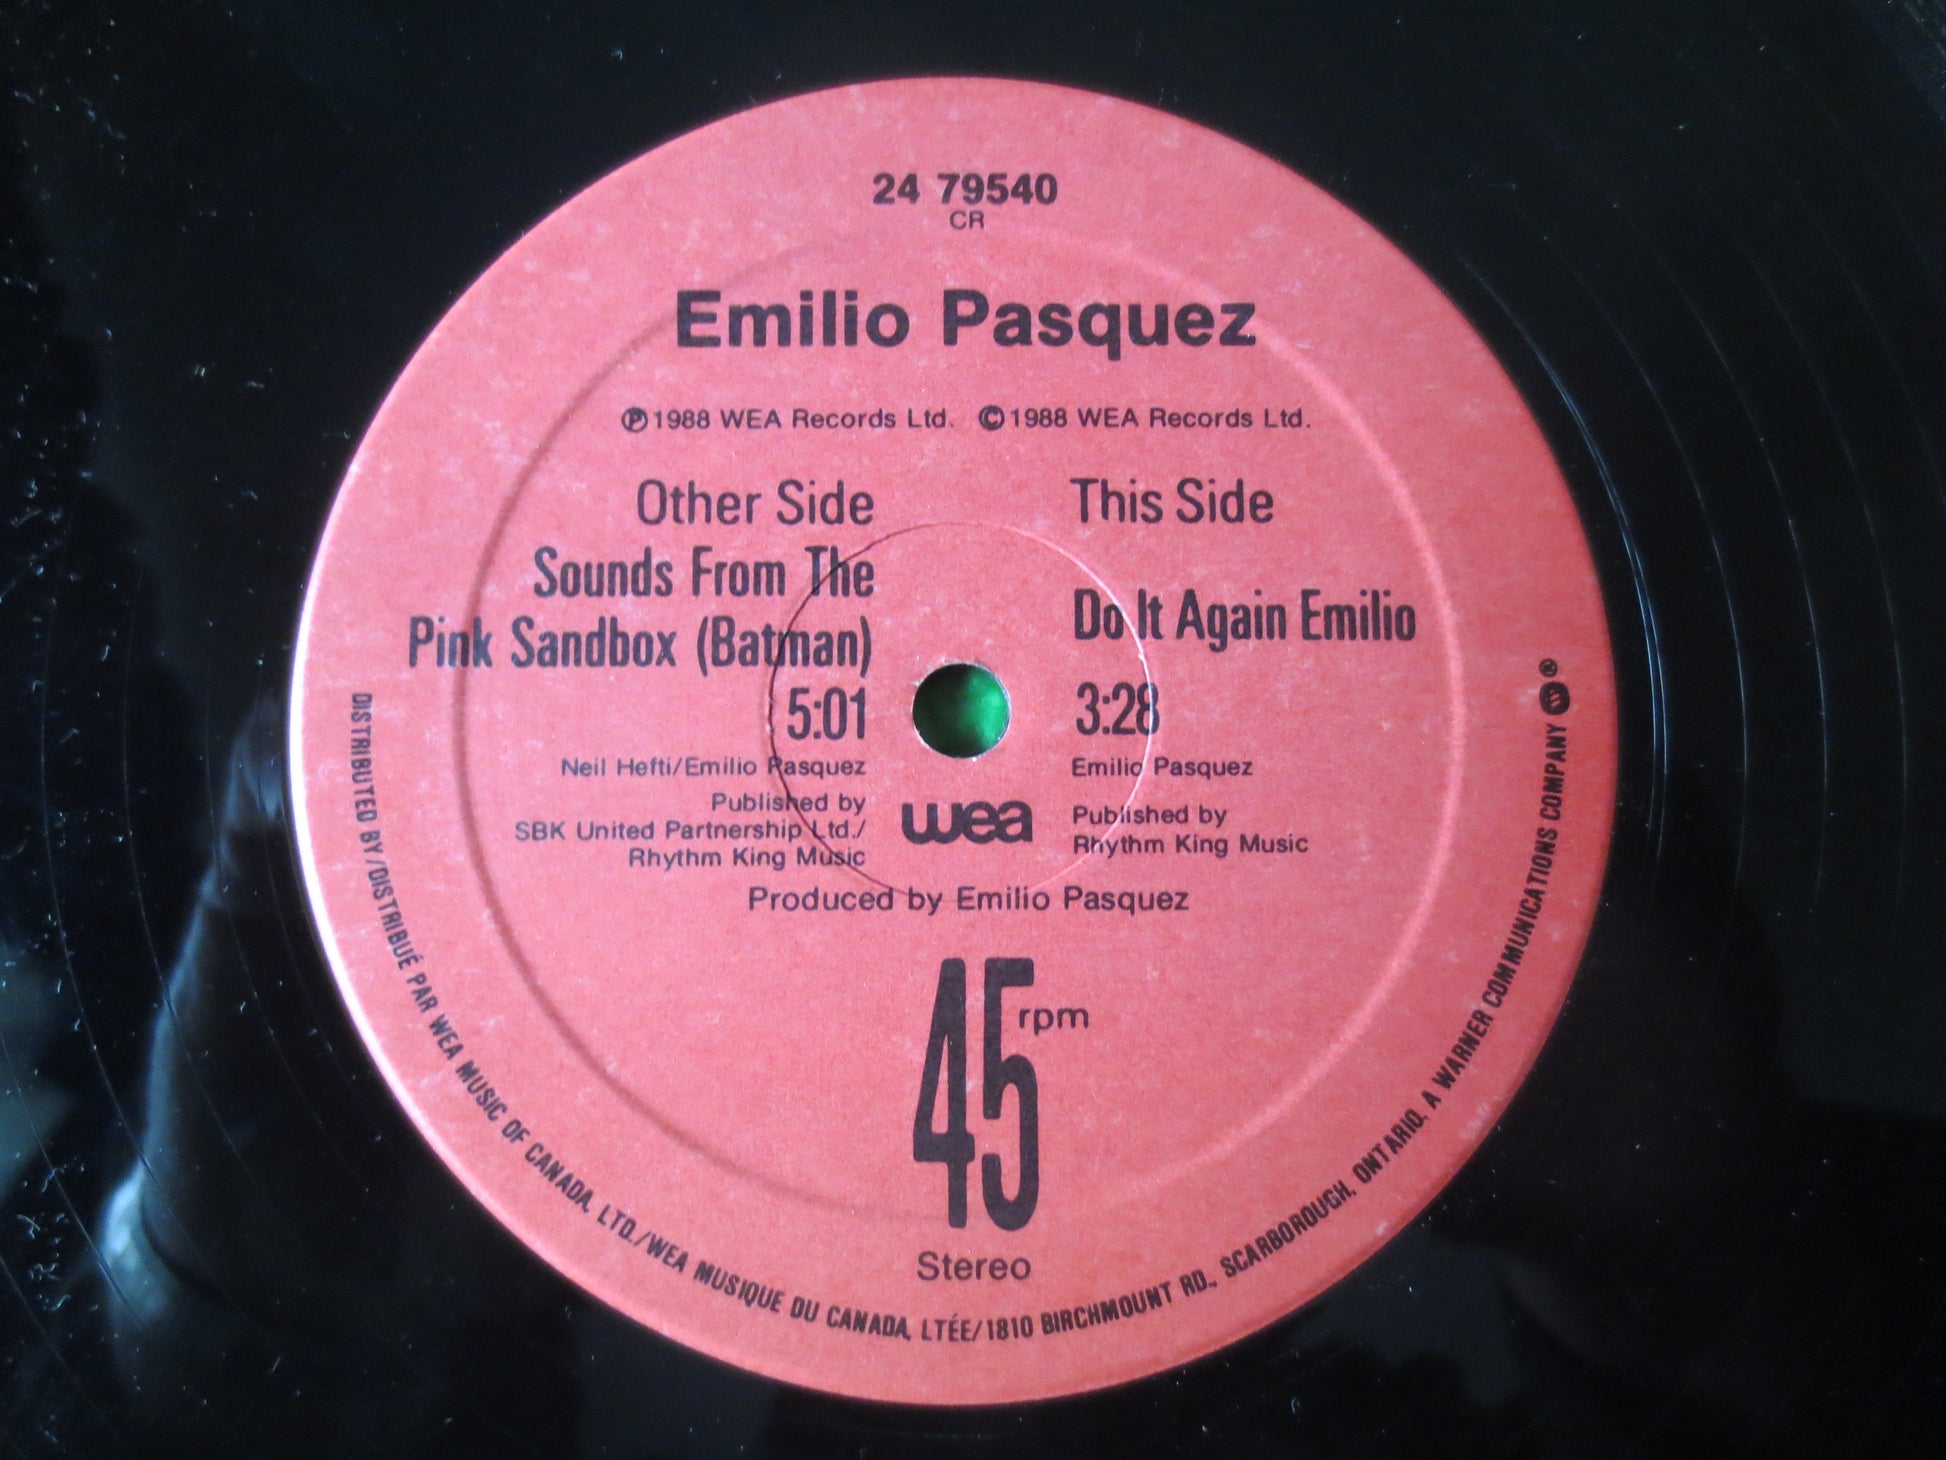 24 79540
CR
Emilio Pasquez
℗1988 WEA Records Ltd. ©1988 WEA Records Ltd.
Other Side
Sounds From The
Pink Sandbox (Batman)
5:01
Neil Hefti/Emilio Pasquez
Published by
SBK United Partnership Ltd./
Rhythm King Music
This Side
Do It Again Emilio
3:28
Emilio Pasquez
Published by
Rhythm King Music
wea
Produced by Emilio Pasquez
45 rpm
Stereo
DISTRIBUTED BY/DISTRIBUÉ PAR WEA MUSIC OF CANADA, LTD./WEA MUSIQUE DU CANADA, LTÉE/1810 BIRCHMOUNT RD., SCARBOROUGH, ONTARIO. A WARNER COMMUNICATIONS COMPANY ®